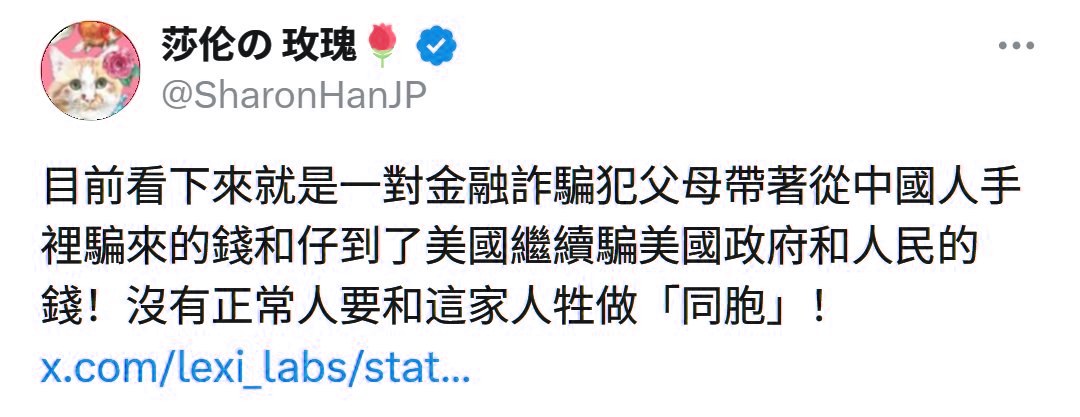 莎伦の 玫瑰🌹
@SharonHanJP
目前看下來就是一對金融詐騙犯父母帶著從中國人手
裡騙來的錢和仔到了美國繼續騙美國政府和人民的
錢！沒有正常人要和這家人牲做「同胞」！
x.com/lexi_labs/stat...